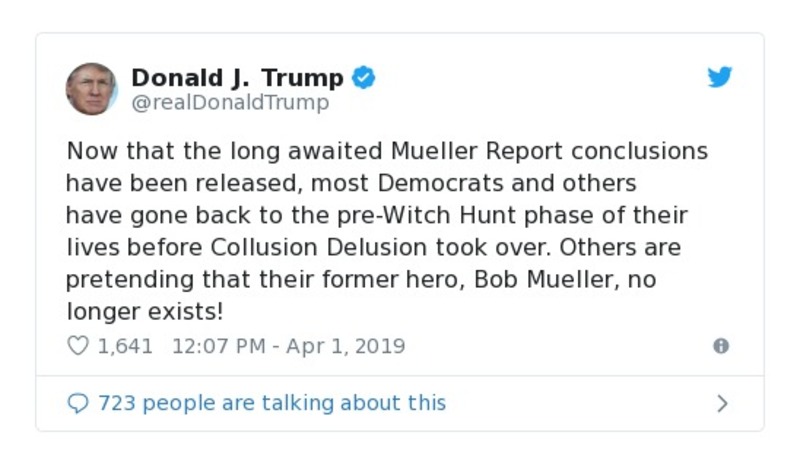 Donald J. Trump
@realDonaldTrump
Now that the long awaited Mueller Report conclusions
have been released, most Democrats and others
have gone back to the pre-Witch Hunt phase of their
lives before Collusion Delusion took over. Others are
pretending that their former hero, Bob Mueller, no
longer exists!
1,641 12:07 PM - Apr 1, 2019
723 people are talking about this